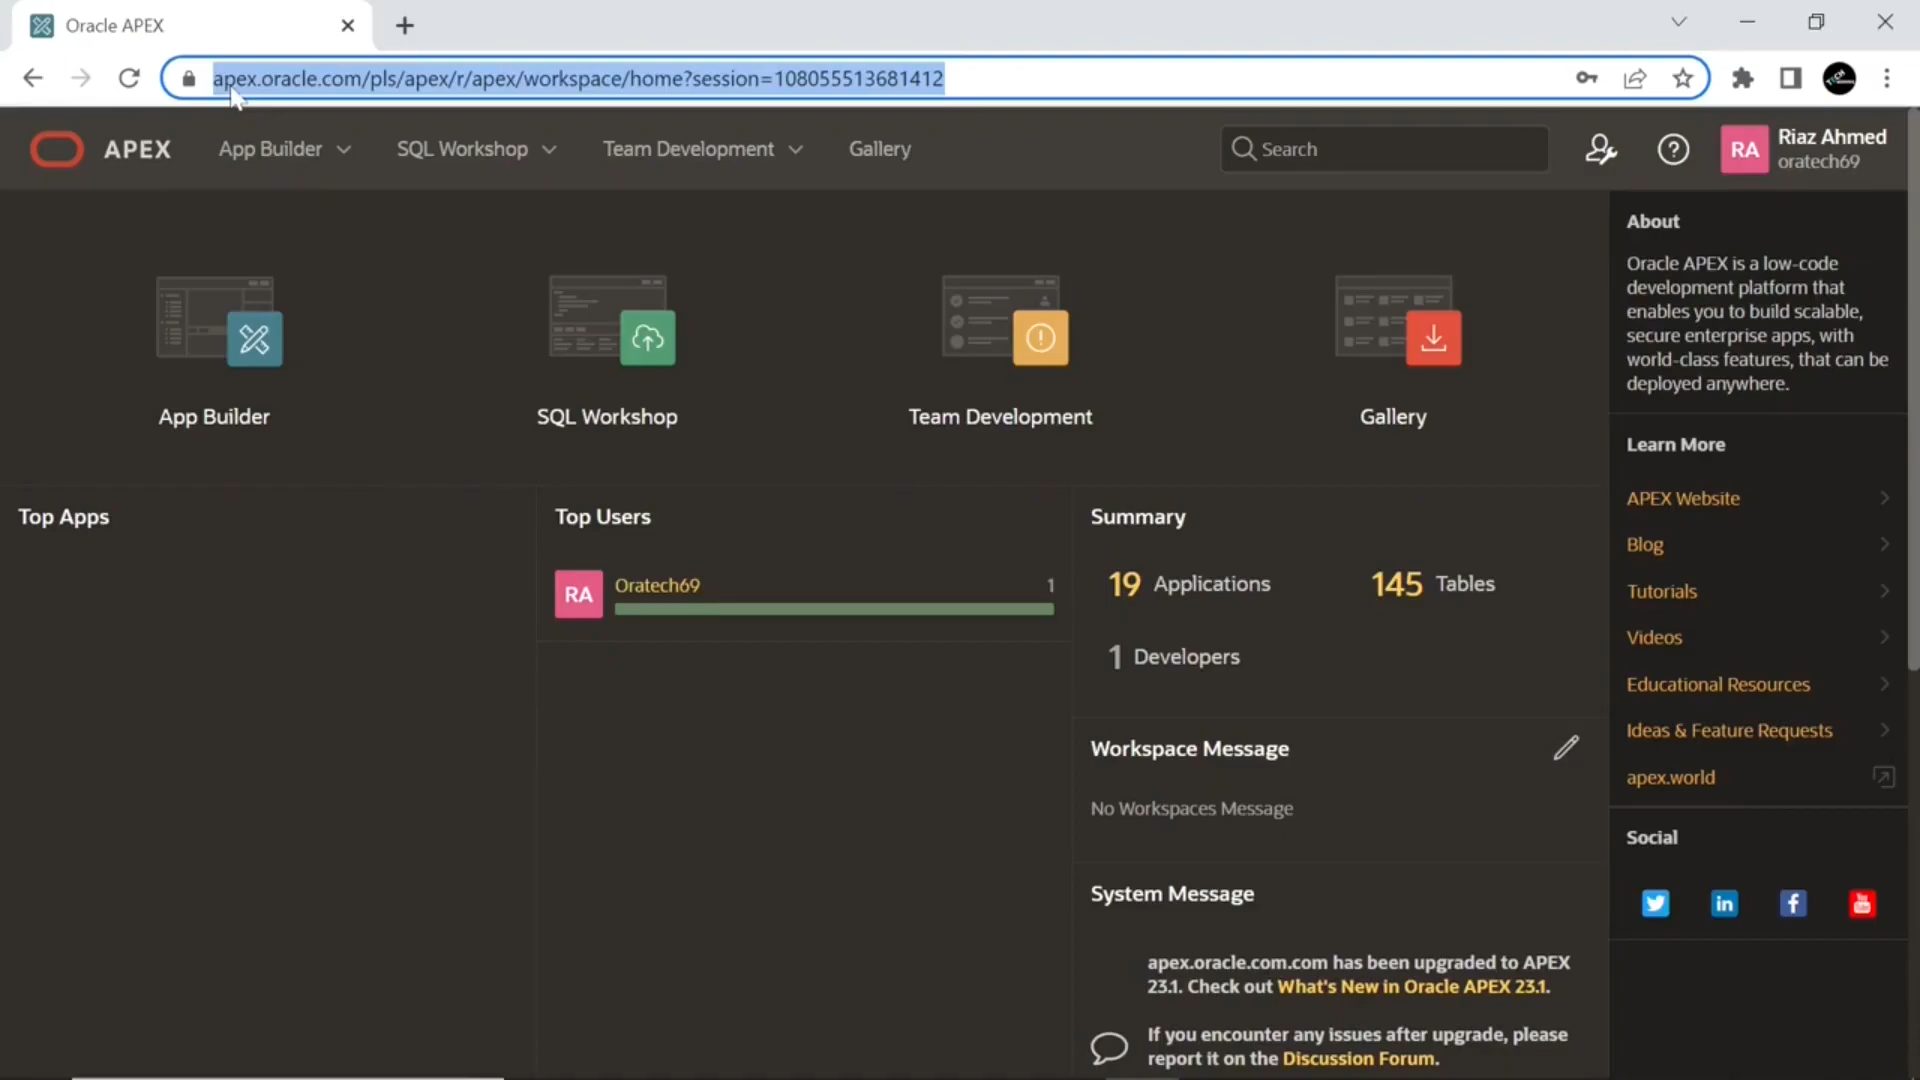 Oracle APEX
apex.oracle.com/pls/apex/r/apex/workspace/home?session=108055513681412
APEX
App Builder
SQL Workshop
Team Development
Gallery
Search
RA
Riaz Ahmed
oratech69
App Builder
SQL Workshop
Team Development
Gallery
Top Apps
Top Users
RA
Oratech69
1
Summary
19 Applications
145 Tables
1 Developers
Workspace Message
No Workspaces Message
System Message
apex.oracle.com.com has been upgraded to APEX
23.1. Check out What's New in Oracle APEX 23.1.
If you encounter any issues after upgrade, please
report it on the Discussion Forum.
About
Oracle APEX is a low-code
development platform that
enables you to build scalable,
secure enterprise apps, with
world-class features, that can be
deployed anywhere.
Learn More
APEX Website
Blog
Tutorials
Videos
Educational Resources
Ideas & Feature Requests
apex.world
Social